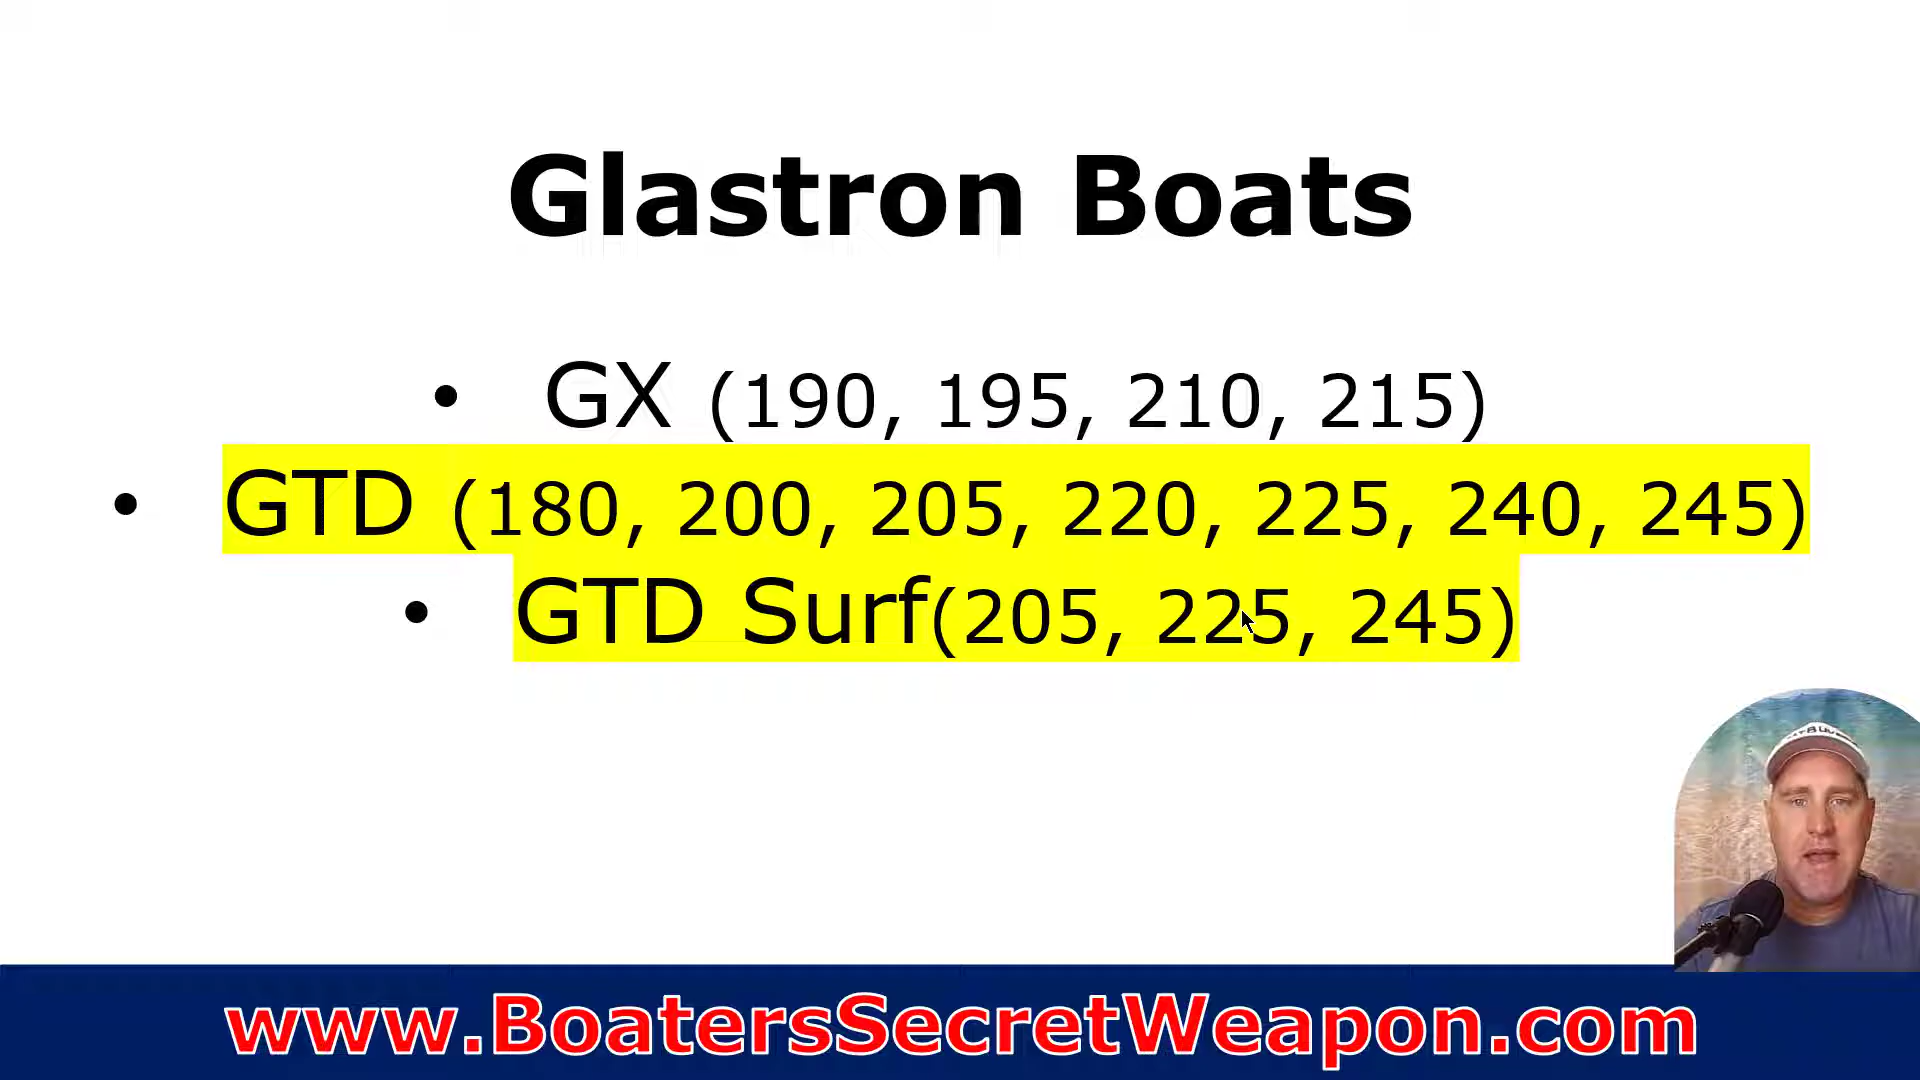 Glastron Boats
• GX (190, 195, 210, 215)
• GTD (180, 200, 205, 220, 225, 240, 245)
• GTD Surf(205, 225, 245)
www.BoatersSecretWeapon.com